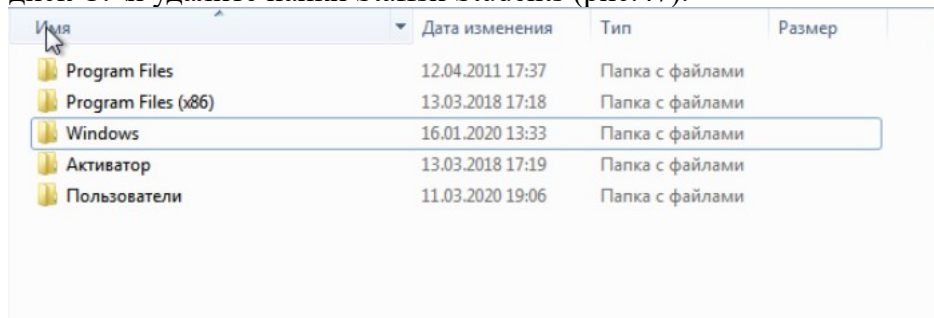 Имя Дата изменения Тип Размер
Program Files 12.04.2011 17:37 Папка с файлами
Program Files (x86) 13.03.2018 17:18 Папка с файлами
Windows 16.01.2020 13:33 Папка с файлами
Активатор 13.03.2018 17:19 Папка с файлами
Пользователи 11.03.2020 19:06 Папка с файлами